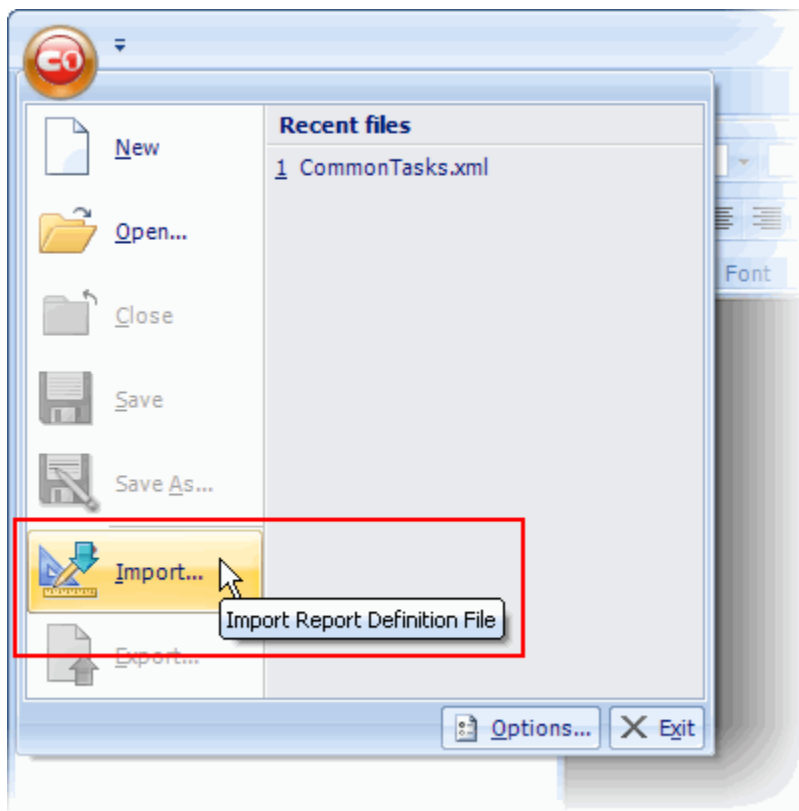 C1
Recent files
New
1 CommonTasks.xml
Open...
Font
Close
Save
Save As...
Import...
Import Report Definition File
Export...
Options...
Exit